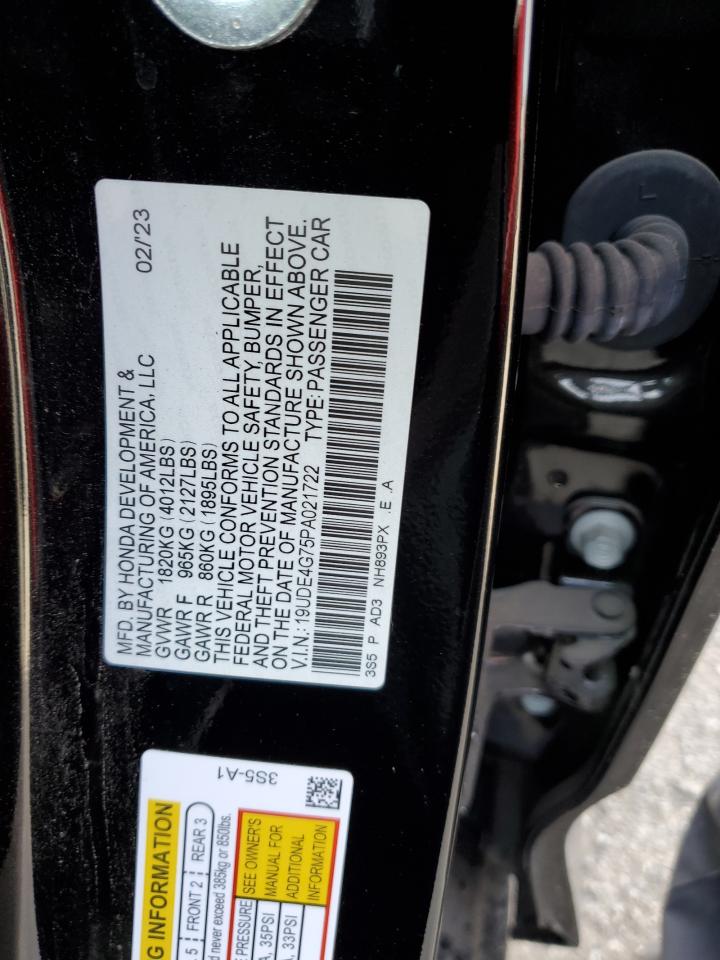 MFD. BY HONDA DEVELOPMENT &
MANUFACTURING OF AMERICA, LLC 02/'23
GVWR 1820KG (4012LBS)
GAWR F 965KG (2127LBS)
GAWR R 860KG (1895LBS)
THIS VEHICLE CONFORMS TO ALL APPLICABLE
FEDERAL MOTOR VEHICLE SAFETY, BUMPER,
AND THEFT PREVENTION STANDARDS IN EFFECT
ON THE DATE OF MANUFACTURE SHOWN ABOVE.
V.I.N.: 19UDE4G75PA021722 TYPE: PASSENGER CAR
3S5 P AD3 NH893PX .E .A
L
3S5-A1
INFORMATION
5 FRONT 2 REAR 3
never exceed 385kg or 850lbs.
PRESSURE SEE OWNER'S
35PSI MANUAL FOR
33PSI ADDITIONAL
INFORMATION